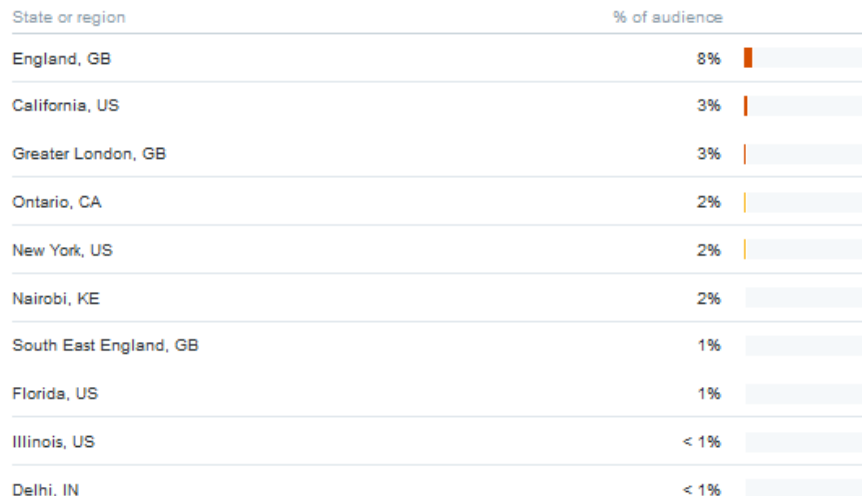 State or region % of audience
England, GB 8%
California, US 3%
Greater London, GB 3%
Ontario, CA 2%
New York, US 2%
Nairobi, KE 2%
South East England, GB 1%
Florida, US 1%
Illinois, US < 1%
Delhi, IN < 1%